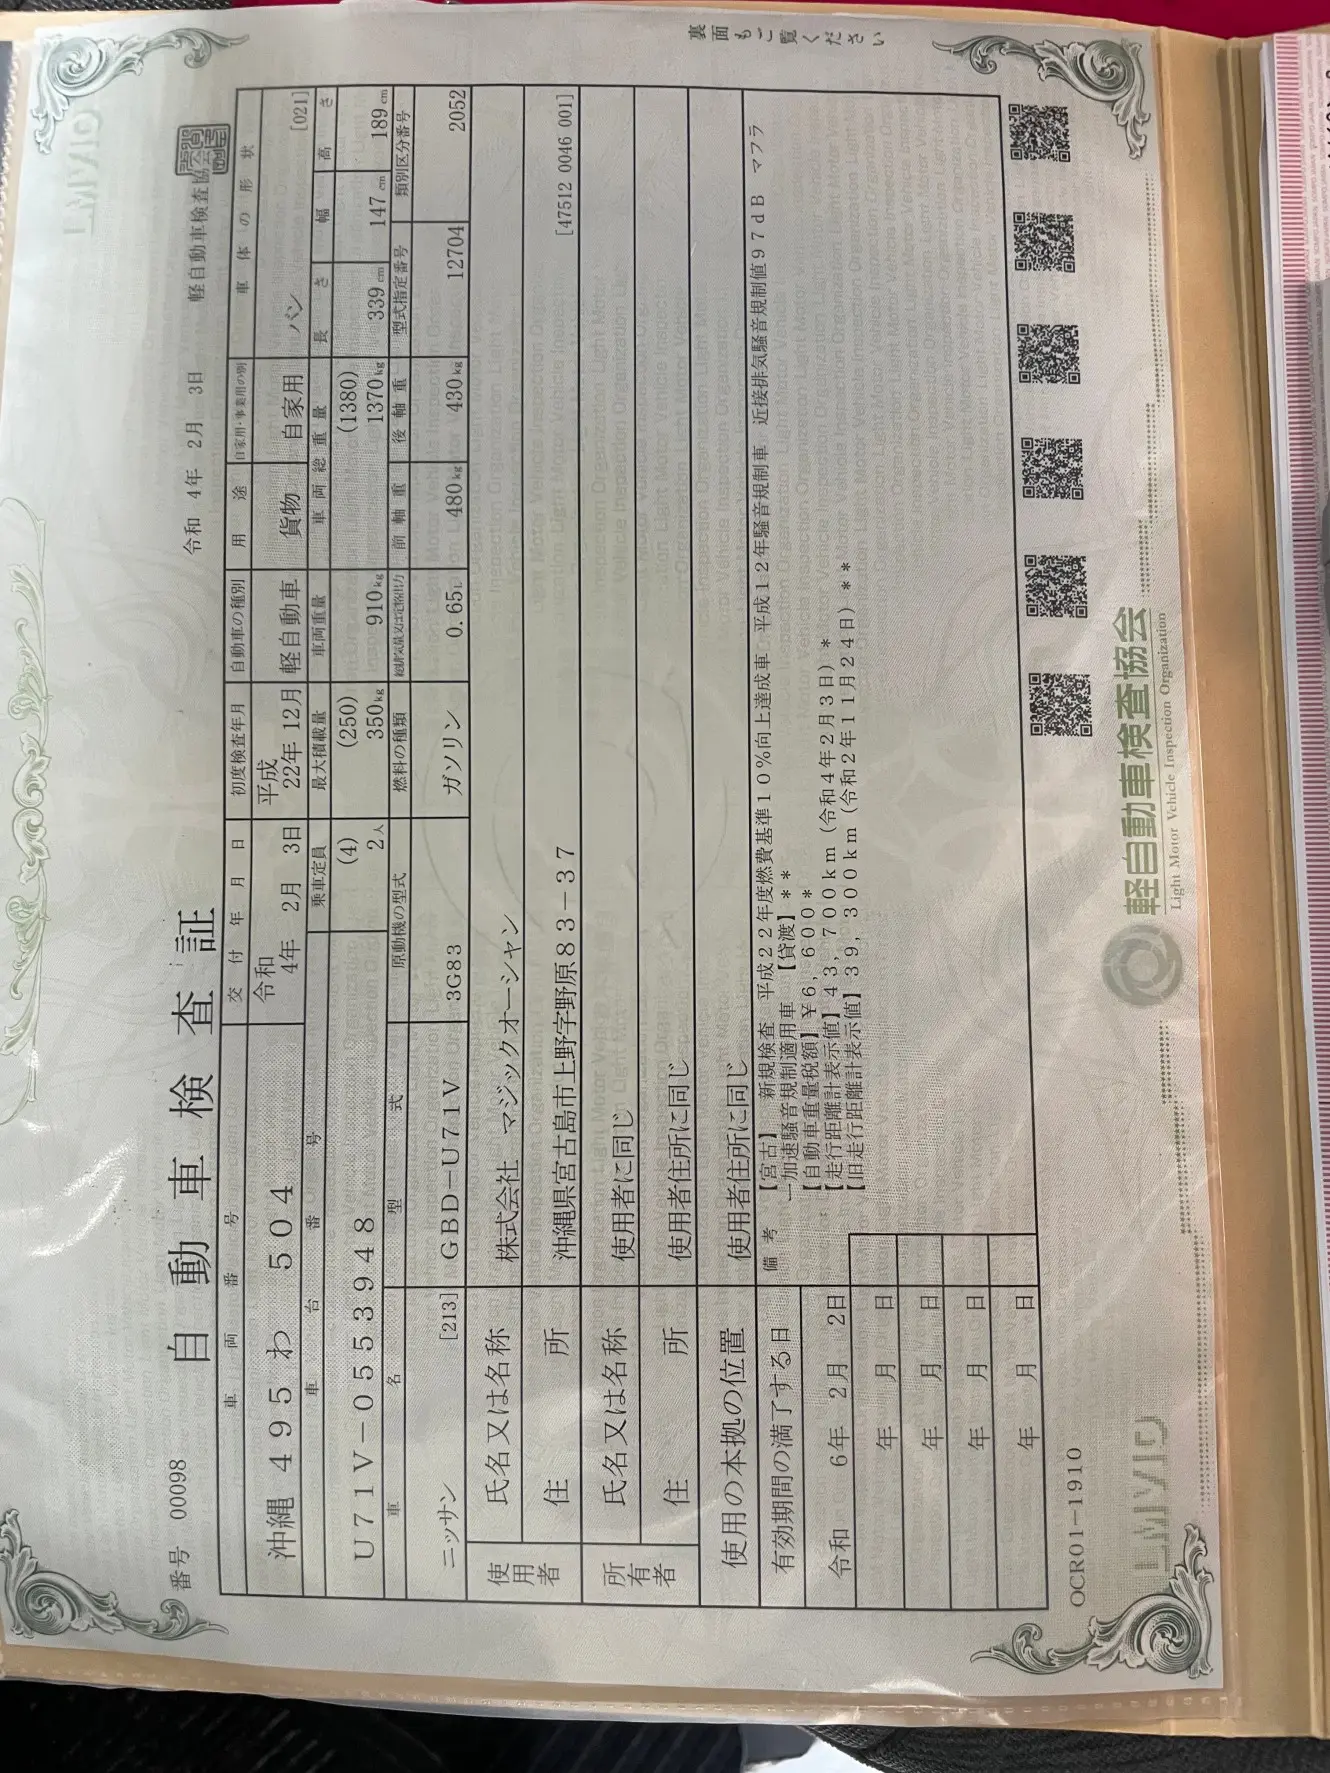 番号 00098
自動車検査証
令和 4年 2月 3日 軽自動車検査協会
車両番号 交付年月日 初度検査年月 自動車の種別 用途 自家用・事業用の別 車体の形状
沖縄 495 わ 504 令和 4年 2月 3日 平成 22年 12月 軽自動車 貨物 自家用 バン [021]
車台番号 乗車定員 最大積載量 車両重量 車両総重量 長さ 幅 高さ
U71V-0553948 (4) 2人 (250) 350kg 910kg (1380) 1370kg 339cm 147cm 189cm
車名 型式 原動機の型式 燃料の種類 総排気量又は定格出力 前軸重 後軸重 型式指定番号 類別区分番号
ニッサン [213] GBD-U71V 3G83 ガソリン 0.65L 480kg 430kg 12704 2052
使用者 氏名又は名称 株式会社 マジックオーシャン
住所 沖縄県宮古島市上野字野原83-37 [47512 0046 001]
所有者 氏名又は名称 使用者に同じ
住所 使用者住所に同じ
使用の本拠の位置 使用者住所に同じ
有効期間の満了する日
令和 6年 2月 2日
年 月 日
年 月 日
年 月 日
年 月 日
備考
【宮古】 新規検査 平成22年度燃費基準10%向上達成車 平成12年騒音規制車 近接排気騒音規制値97dB マフラ
ー加速騒音規制適用車 【貸渡】**
【自動車重量税額】¥6,600*
【走行距離計表示値】43,700km(令和4年2月3日)*
【旧走行距離計表示値】39,300km(令和2年11月24日)**
OCR01-1910
軽自動車検査協会
Light Motor Vehicle Inspection Organization
裏面もご覧ください